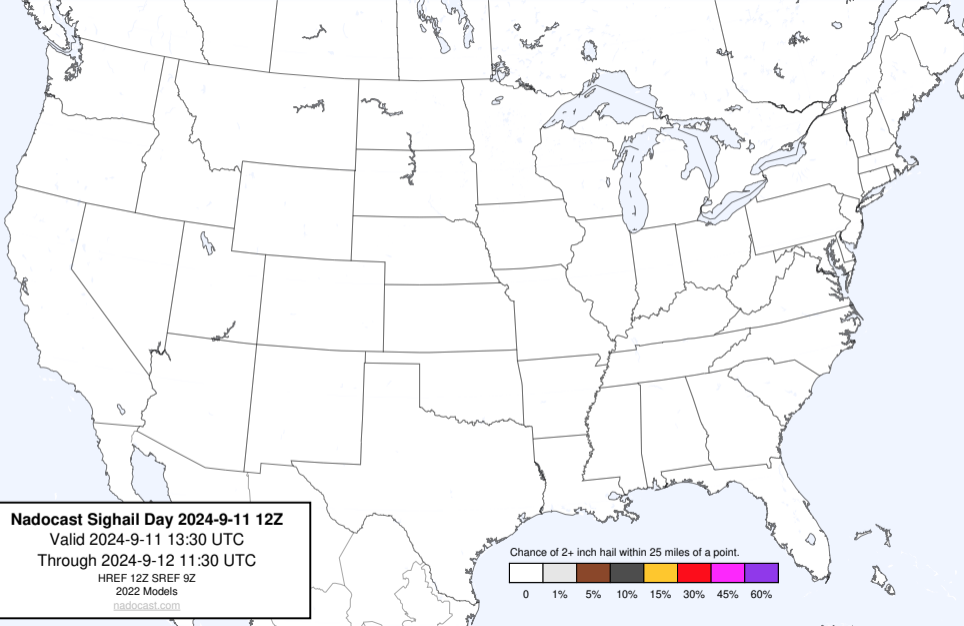 Nadocast Sighail Day 2024-9-11 12Z
Valid 2024-9-11 13:30 UTC
Through 2024-9-12 11:30 UTC
HREF 12Z SREF 9Z
2022 Models
nadocast.com
Chance of 2+ inch hail within 25 miles of a point.
0 1% 5% 10% 15% 30% 45% 60%